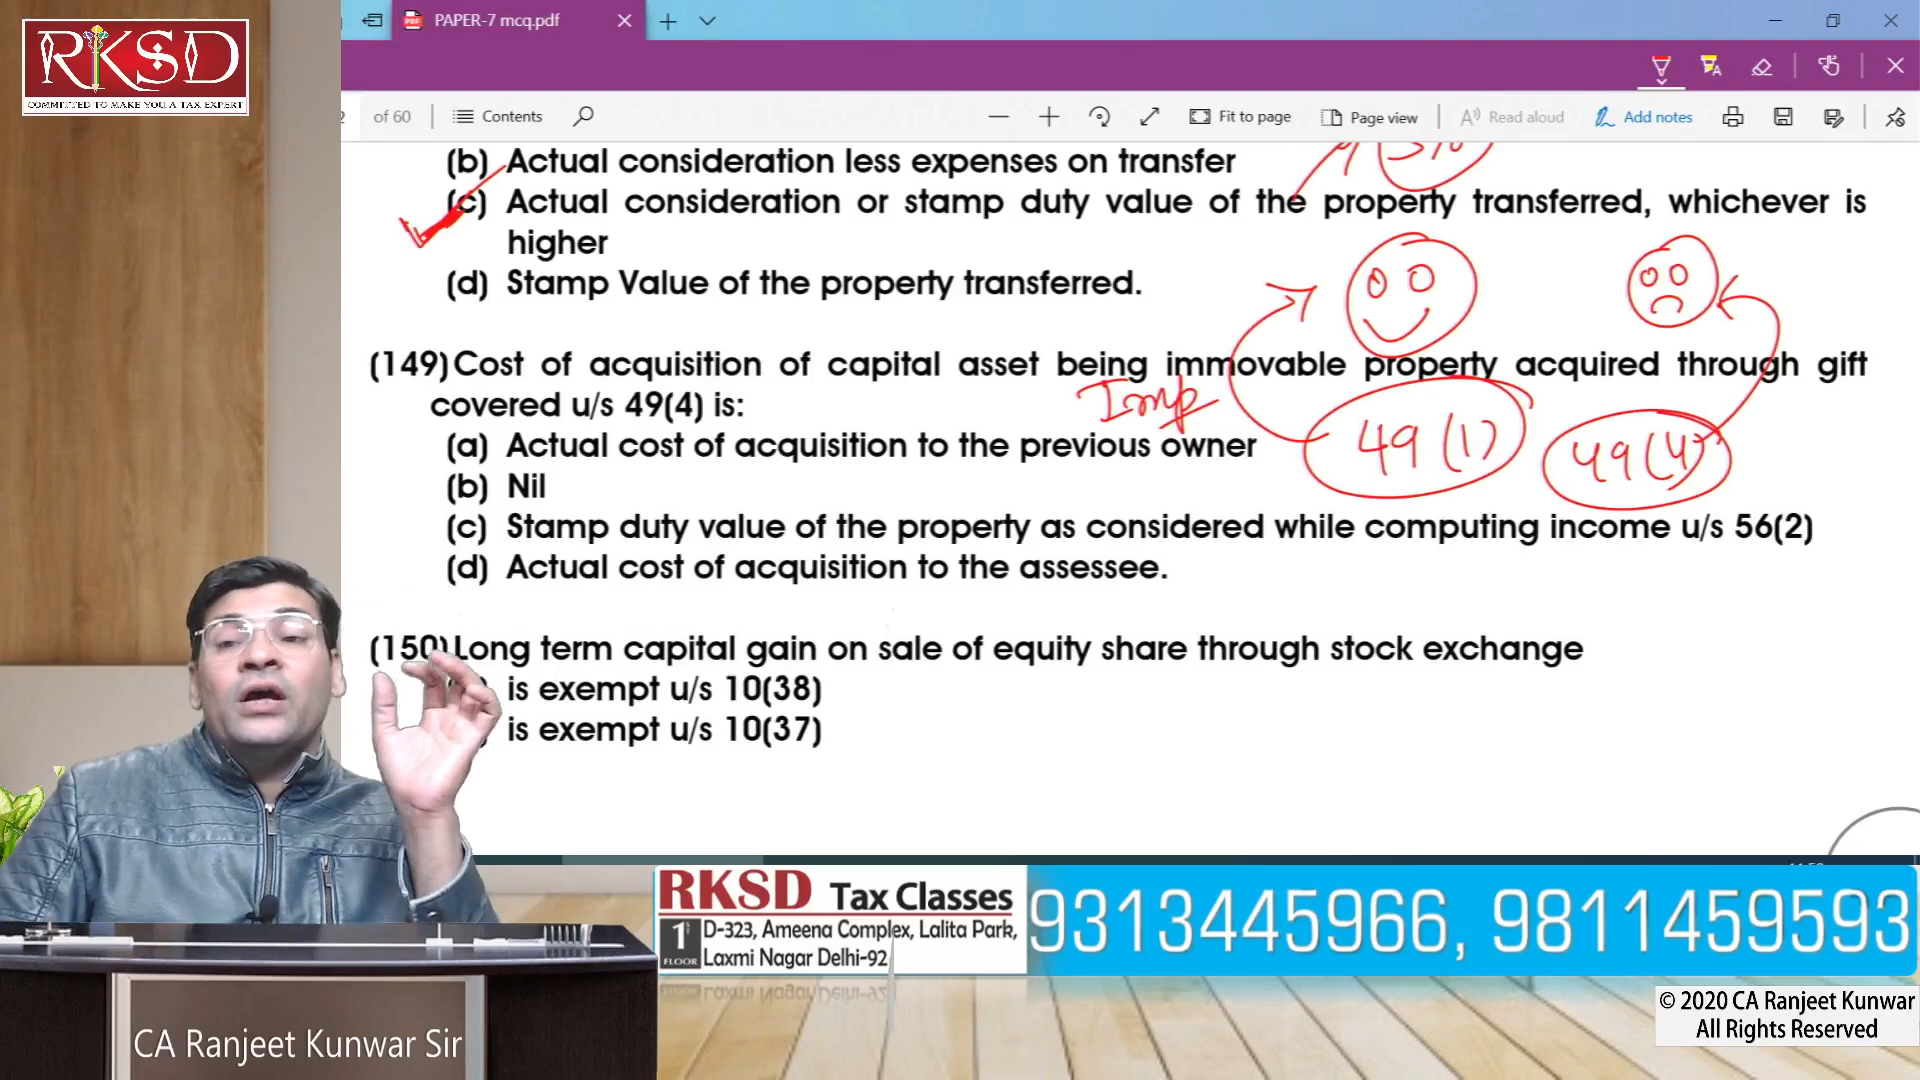 RKSD
COMMITTED TO MAKE YOU A TAX EXPERT
PAPER-7 mcq.pdf
2 of 60
Contents
Fit to page
Page view
Read aloud
Add notes
(b) Actual consideration less expenses on transfer
(c) Actual consideration or stamp duty value of the property transferred, whichever is
higher
(d) Stamp Value of the property transferred.
(149) Cost of acquisition of capital asset being immovable property acquired through gift
covered u/s 49(4) is:
Imp
(a) Actual cost of acquisition to the previous owner
49(1)
49(4)
(b) Nil
(c) Stamp duty value of the property as considered while computing income u/s 56(2)
(d) Actual cost of acquisition to the assessee.
(150) Long term capital gain on sale of equity share through stock exchange
is exempt u/s 10(38)
is exempt u/s 10(37)
RKSD Tax Classes
1ST FLOOR
D-323, Ameena Complex, Lalita Park,
Laxmi Nagar Delhi-92
9313445966, 9811459593
CA Ranjeet Kunwar Sir
© 2020 CA Ranjeet Kunwar
All Rights Reserved